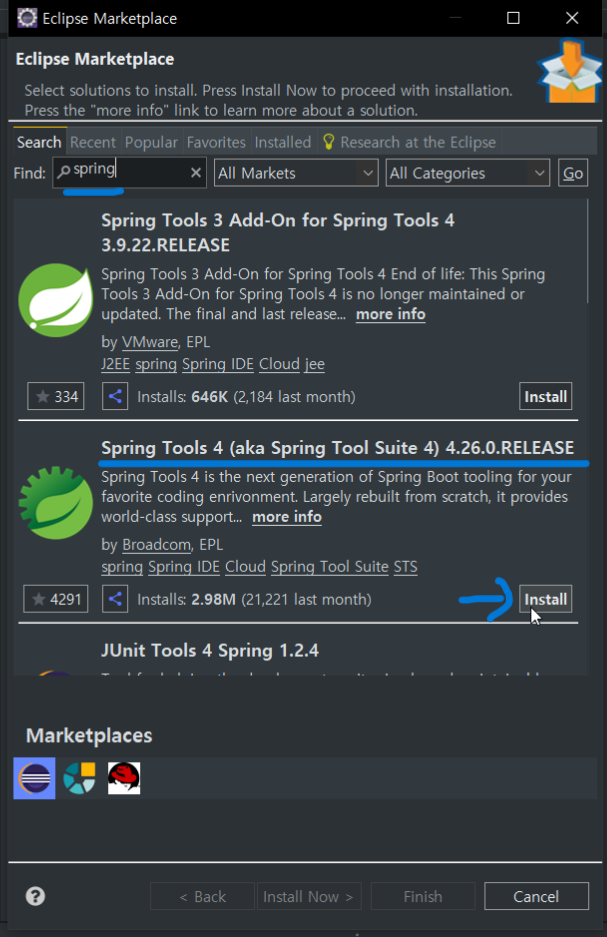 Eclipse Marketplace
Eclipse Marketplace
Select solutions to install. Press Install Now to proceed with installation.
Press the "more info" link to learn more about a solution.
Search Recent Popular Favorites Installed Research at the Eclipse
Find: spring All Markets All Categories Go
Spring Tools 3 Add-On for Spring Tools 4
3.9.22.RELEASE
Spring Tools 3 Add-On for Spring Tools 4 End of life: This Spring
Tools 3 Add-On for Spring Tools 4 is no longer maintained or
updated. The final and last release... more info
by VMware, EPL
J2EE spring Spring IDE Cloud jee
334 Installs: 646K (2,184 last month) Install
Spring Tools 4 (aka Spring Tool Suite 4) 4.26.0.RELEASE
Spring Tools 4 is the next generation of Spring Boot tooling for your
favorite coding enrivonment. Largely rebuilt from scratch, it provides
world-class support... more info
by Broadcom, EPL
spring Spring IDE Cloud Spring Tool Suite STS
4291 Installs: 2.98M (21,221 last month) Install
JUnit Tools 4 Spring 1.2.4
Marketplaces
? < Back Install Now > Finish Cancel